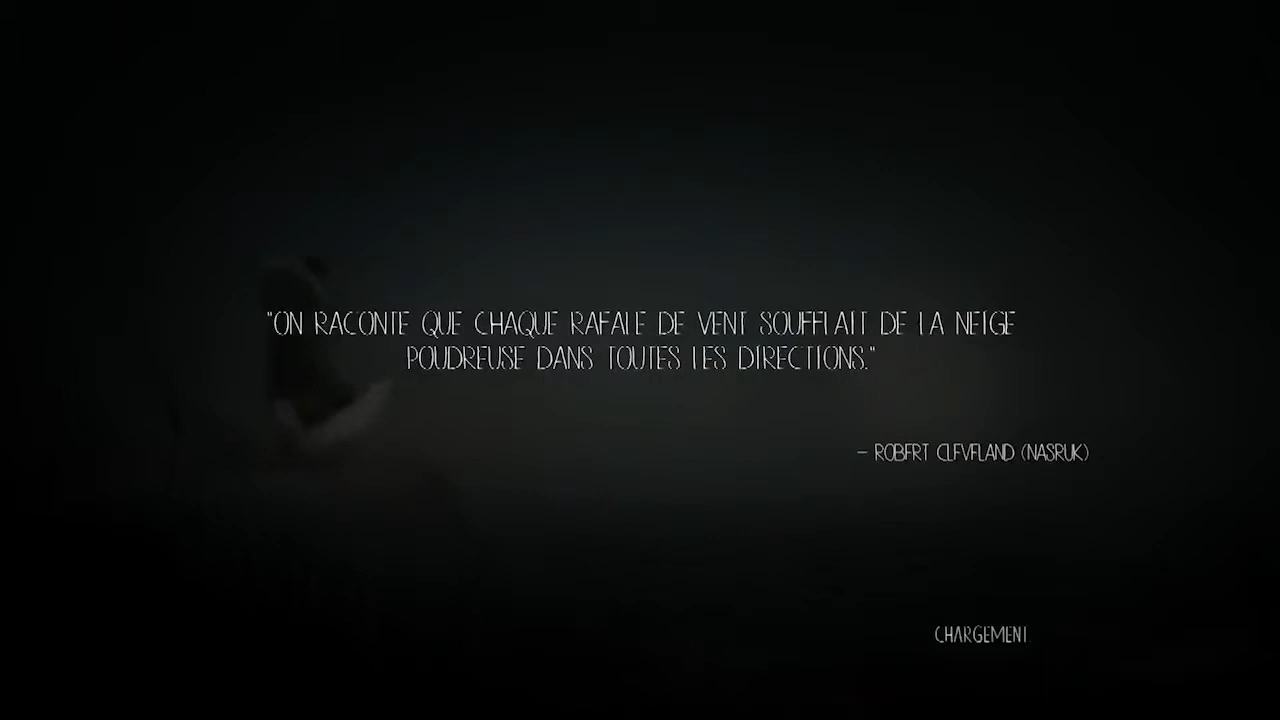 "ON RACONTE QUE CHAQUE RAFALE DE VENT SOUFFLAIT DE LA NEIGE
POUDREUSE DANS TOUTES LES DIRECTIONS."
– ROBERT CLEVELAND (NASRUK)
CHARGEMENT